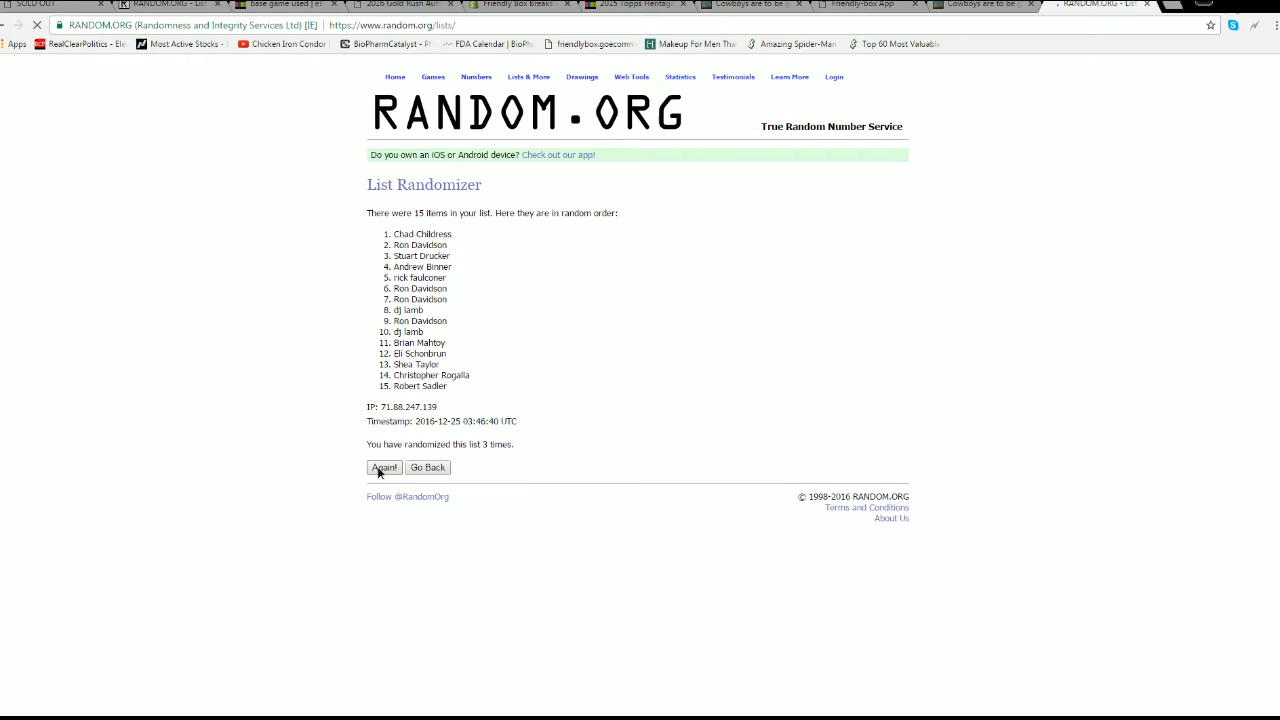 SOLD OUT RANDOM.ORG - List base game used | eB 2016 Gold Rush Auto Friendly Box Breaks 2015 Topps Heritage Cowboys are to be g Friendly-box App Cowboys are to be g RANDOM.ORG - List
RANDOM.ORG (Randomness and Integrity Services Ltd) [IE] https://www.random.org/lists/
Apps RealClearPolitics - Ele Most Active Stocks - Chicken Iron Condor BioPharmCatalyst - FDA Calendar | BioPh friendlybox.goecomm Makeup For Men Tha Amazing Spider-Man Top 60 Most Valuable
Home Games Numbers Lists & More Drawings Web Tools Statistics Testimonials Learn More Login
RANDOM.ORG
True Random Number Service
Do you own an iOS or Android device? Check out our app!
List Randomizer
There were 15 items in your list. Here they are in random order:
1. Chad Childress
2. Ron Davidson
3. Stuart Drucker
4. Andrew Binner
5. rick faulconer
6. Ron Davidson
7. Ron Davidson
8. dj lamb
9. Ron Davidson
10. dj lamb
11. Brian Mahtoy
12. Eli Schonbrun
13. Shea Taylor
14. Christopher Rogalla
15. Robert Sadler
IP: 71.88.247.139
Timestamp: 2016-12-25 03:46:40 UTC
You have randomized this list 3 times.
Again! Go Back
Follow @RandomOrg
© 1998-2016 RANDOM.ORG
Terms and Conditions
About Us